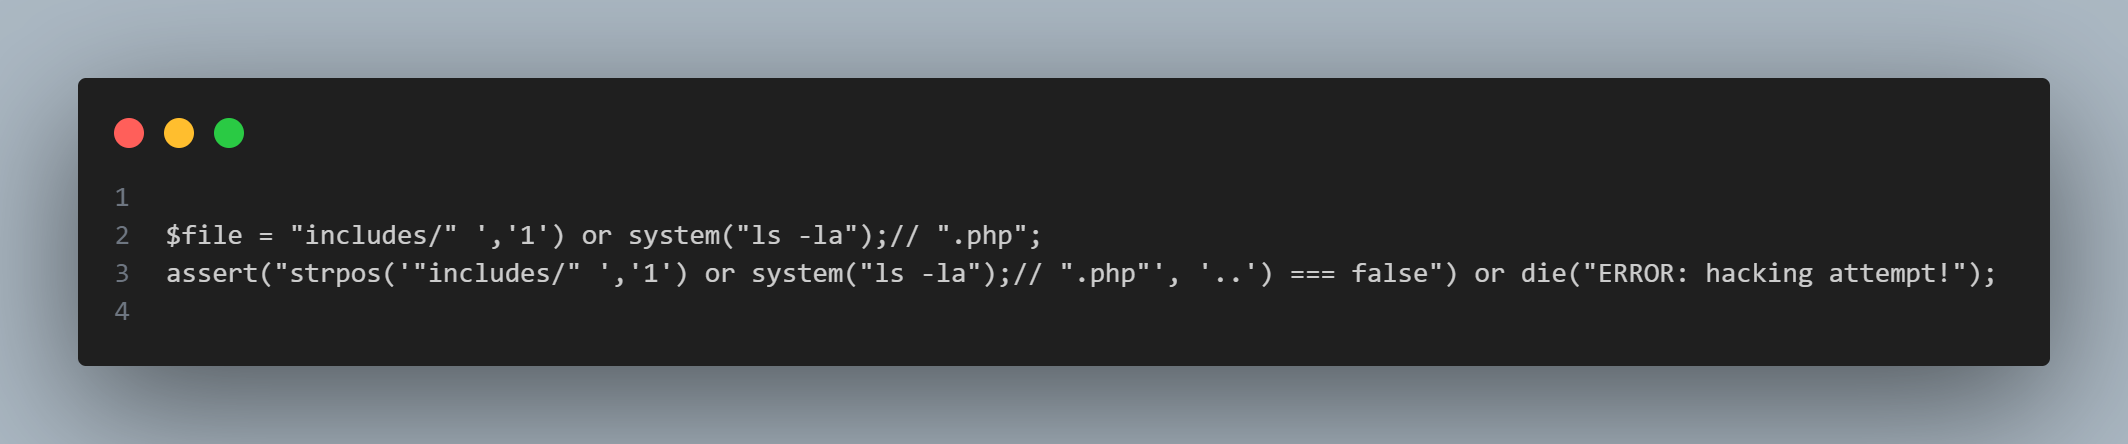 1
2 $file = "includes/" ','1') or system("ls -la");// ".php";
3 assert("strpos('"includes/" ','1') or system("ls -la");// ".php"', '..') === false") or die("ERROR: hacking attempt!");
4